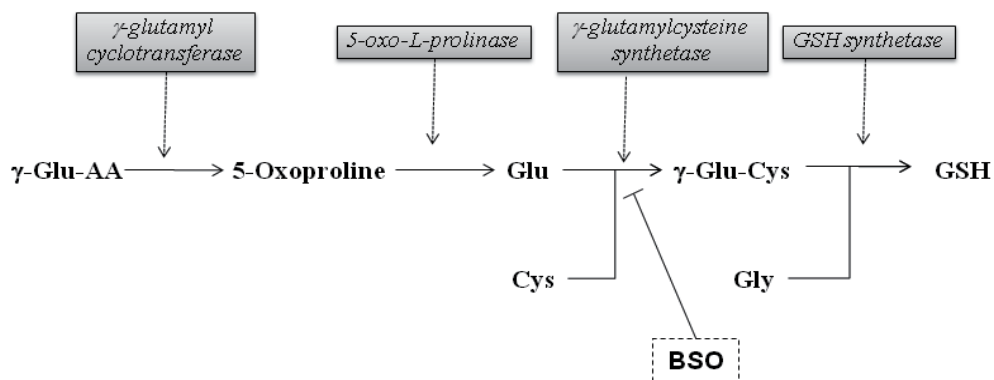 γ-glutamyl
cyclotransferase
5-oxo-L-prolinase
γ-glutamylcysteine
synthetase
GSH synthetase
γ-Glu-AA
5-Oxoproline
Glu
γ-Glu-Cys
GSH
Cys
Gly
BSO